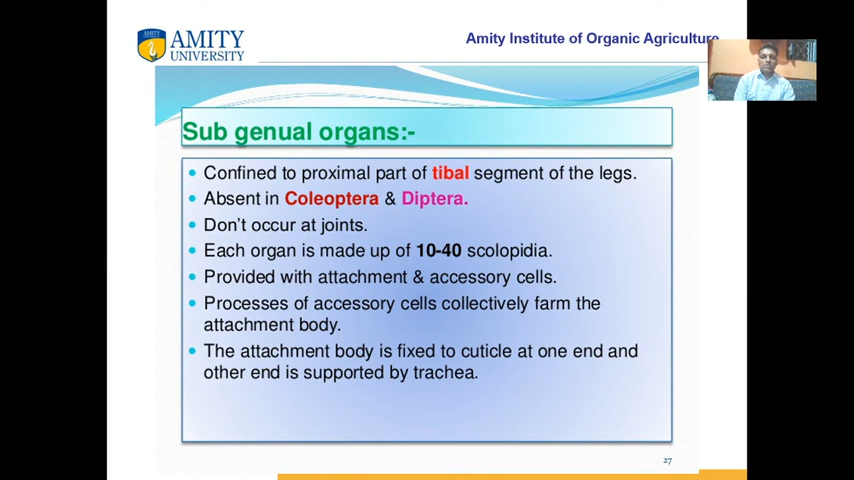 AMITY
UNIVERSITY
Amity Institute of Organic Agriculture
Sub genual organs:-
Confined to proximal part of tibal segment of the legs.
Absent in Coleoptera & Diptera.
Don't occur at joints.
Each organ is made up of 10-40 scolopidia.
Provided with attachment & accessory cells.
Processes of accessory cells collectively farm the
attachment body.
The attachment body is fixed to cuticle at one end and
other end is supported by trachea.
27